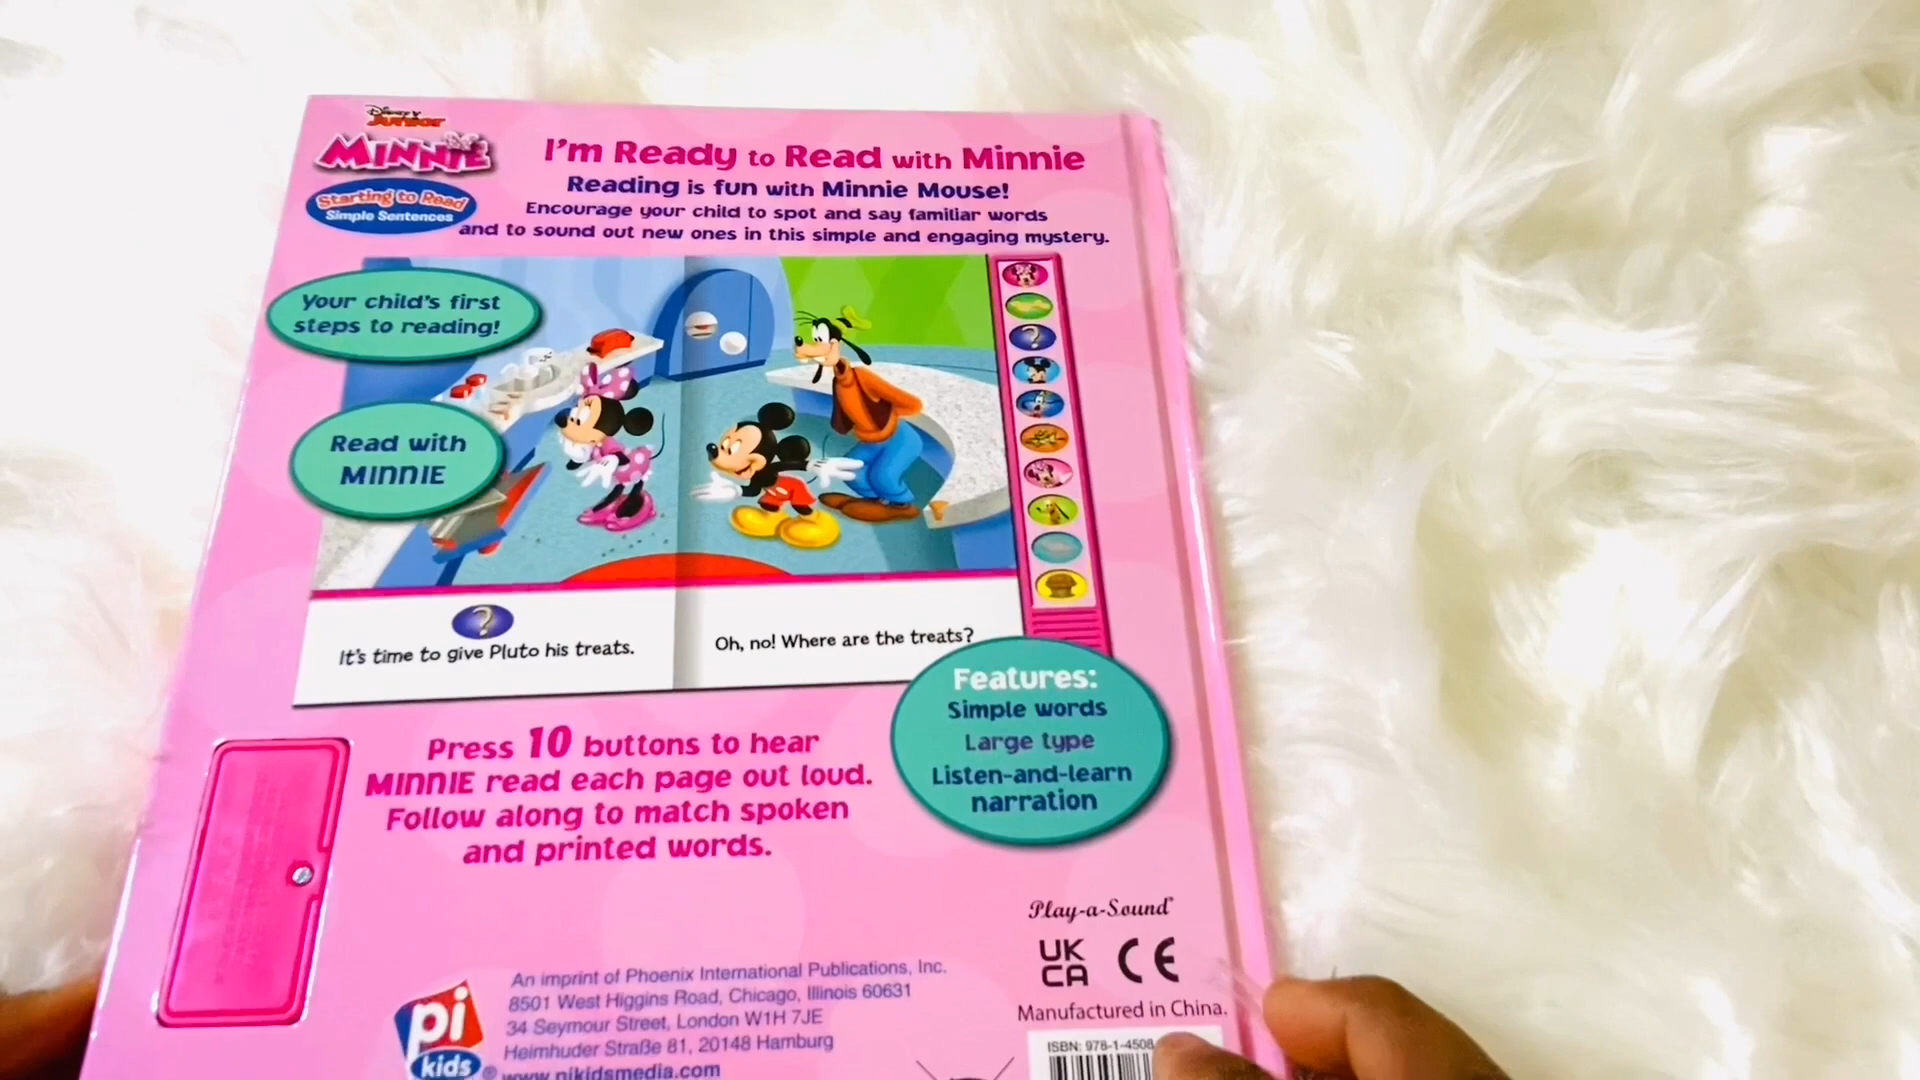 Disney Junior
MINNIE
Starting to Read
Simple Sentences
I'm Ready to Read with Minnie
Reading is fun with Minnie Mouse!
Encourage your child to spot and say familiar words
and to sound out new ones in this simple and engaging mystery.
Your child's first
steps to reading!
Read with
MINNIE
?
It's time to give Pluto his treats.
Oh, no! Where are the treats?
Features:
Simple words
Large type
Listen-and-learn
narration
Press 10 buttons to hear
MINNIE read each page out loud.
Follow along to match spoken
and printed words.
Play-a-Sound®
UK
CA CE
Manufactured in China.
ISBN: 978-1-4508
pi
kids®
An imprint of Phoenix International Publications, Inc.
8501 West Higgins Road, Chicago, Illinois 60631
34 Seymour Street, London W1H 7JE
Heimhuder Straße 81, 20148 Hamburg
www.pikidsmedia.com